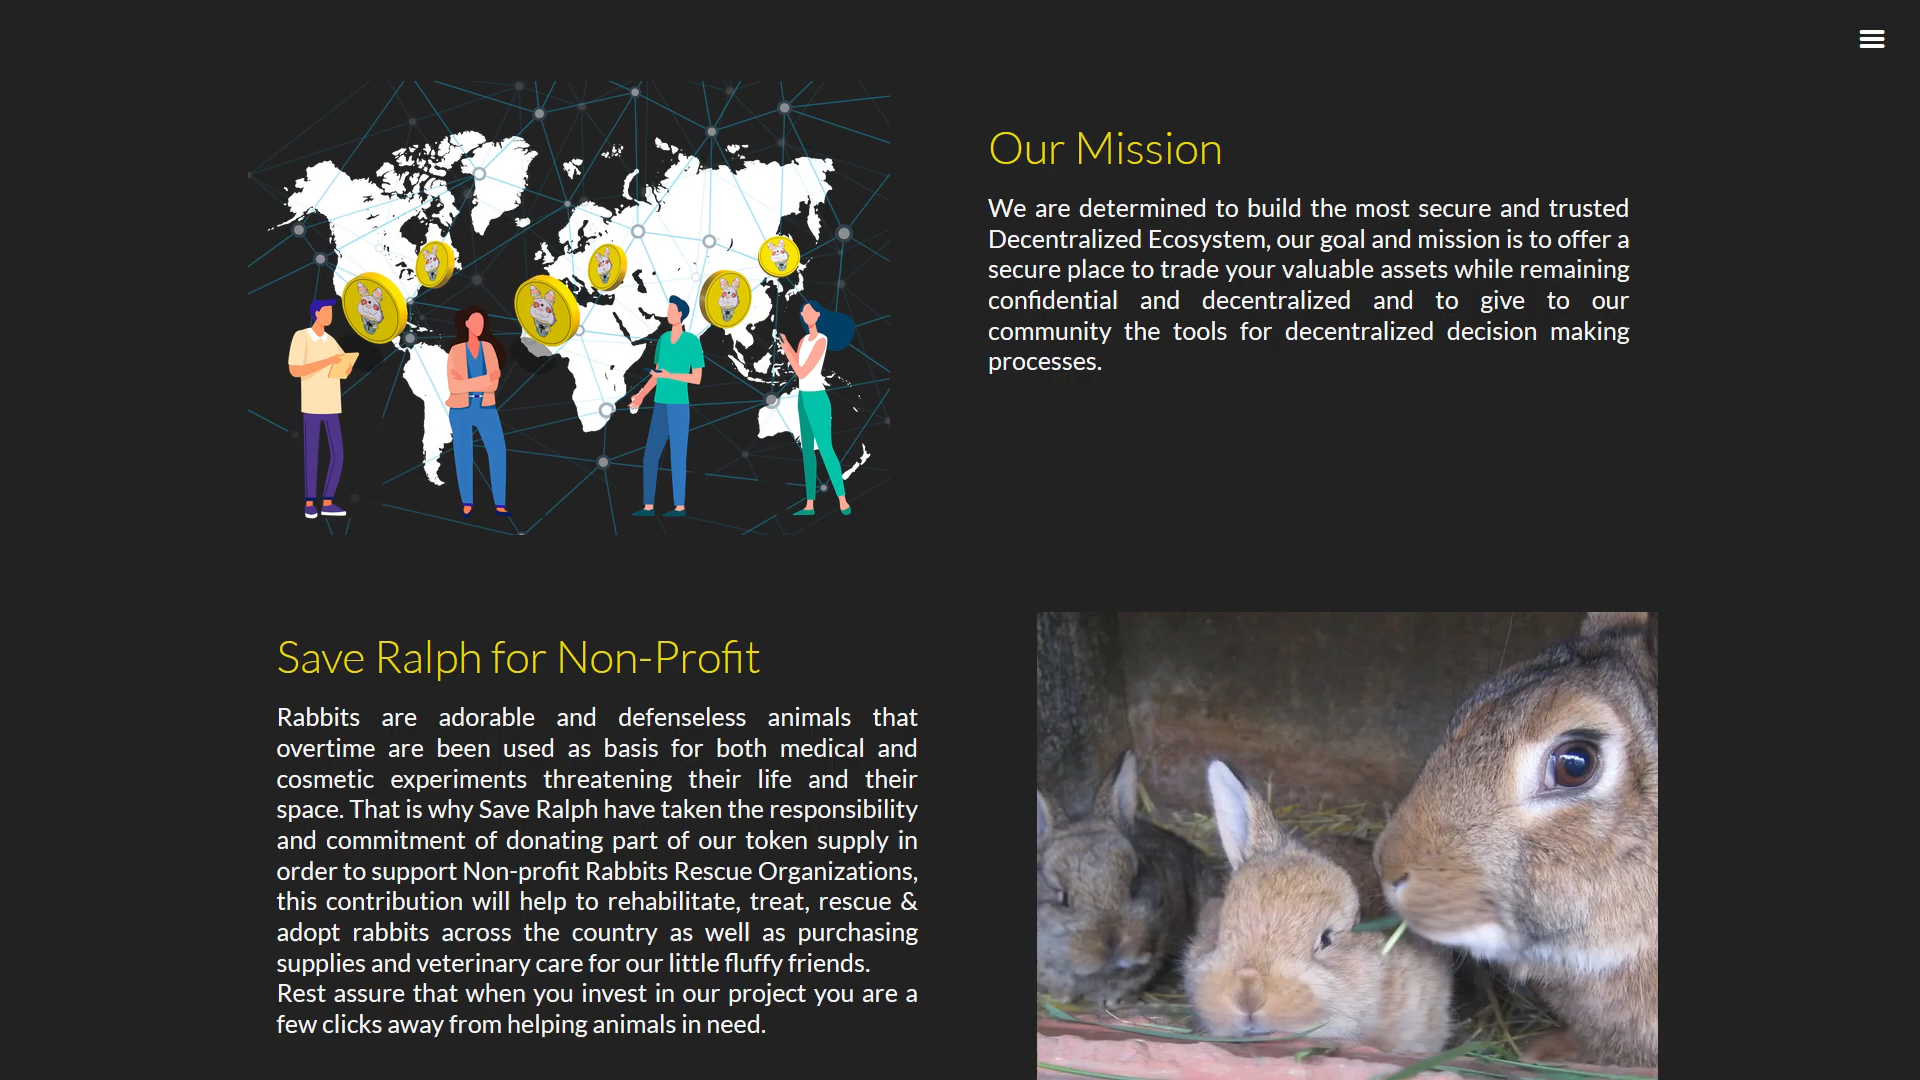 Our Mission
We are determined to build the most secure and trusted
Decentralized Ecosystem, our goal and mission is to offer a
secure place to trade your valuable assets while remaining
confidential and decentralized and to give to our
community the tools for decentralized decision making
processes.
Save Ralph for Non-Profit
Rabbits are adorable and defenseless animals that
overtime are been used as basis for both medical and
cosmetic experiments threatening their life and their
space. That is why Save Ralph have taken the responsibility
and commitment of donating part of our token supply in
order to support Non-profit Rabbits Rescue Organizations,
this contribution will help to rehabilitate, treat, rescue &
adopt rabbits across the country as well as purchasing
supplies and veterinary care for our little fluffy friends.
Rest assure that when you invest in our project you are a
few clicks away from helping animals in need.